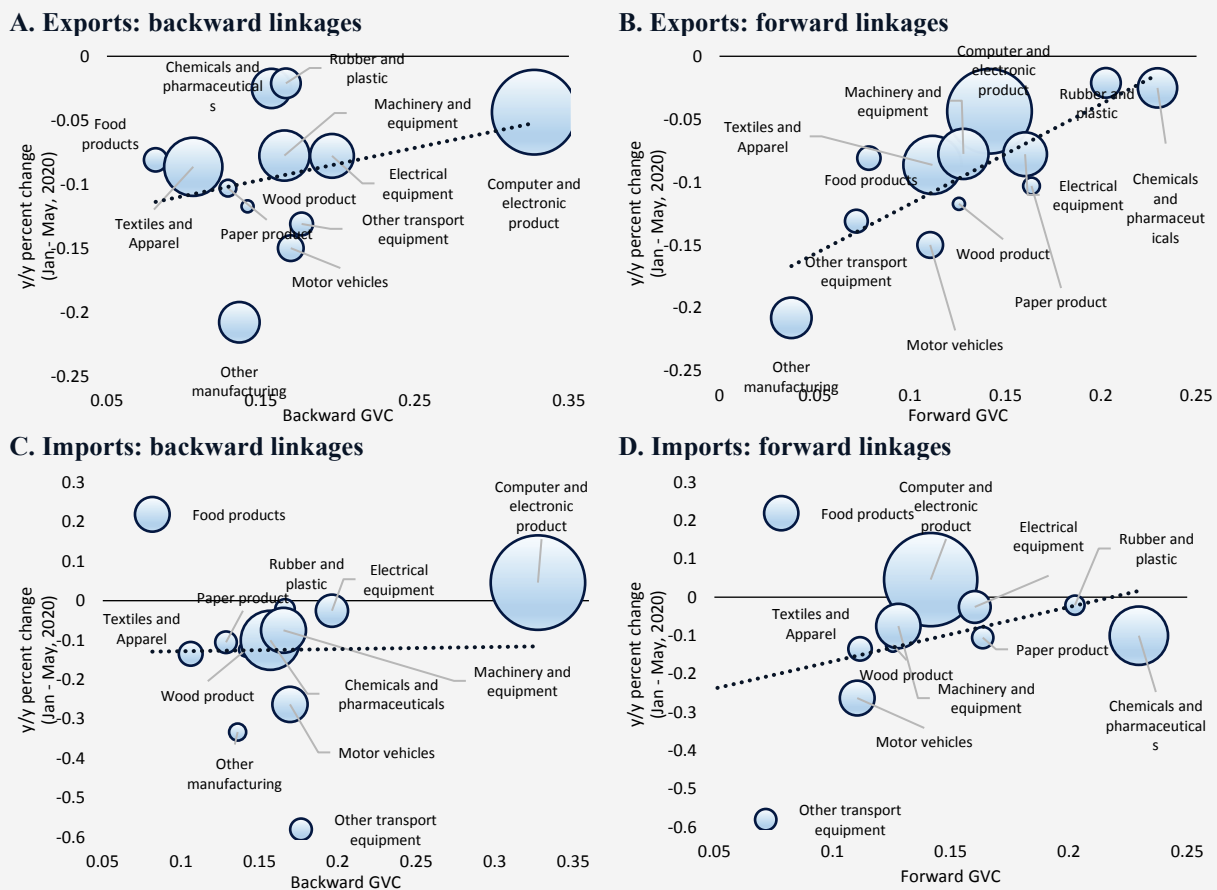 A. Exports: backward linkages
0
-0.05
-0.1
-0.15
-0.2
-0.25
y/y percent change
(Jan - May, 2020)
Chemicals and
pharmaceutical
s
Rubber and
plastic
Machinery and
equipment
Food
products
Electrical
equipment
Wood product
Computer and
electronic
product
Textiles and
Apparel
Paper product
Other transport
equipment
Motor vehicles
Other
manufacturing
0.05
0.15
0.25
0.35
Backward GVC
B. Exports: forward linkages
0
-0.05
-0.1
-0.15
-0.2
-0.25
y/y percent change
(Jan - May, 2020)
Computer and
electronic
product
Machinery and
equipment
Rubber and
plastic
Textiles and
Apparel
Food products
Electrical
equipment
Chemicals
and
pharmaceut
icals
Other transport
equipment
Wood product
Paper product
Motor vehicles
Other
manufacturing
0
0.05
0.1
0.15
0.2
0.25
Forward GVC
C. Imports: backward linkages
0.3
0.2
0.1
0
-0.1
-0.2
-0.3
-0.4
-0.5
-0.6
y/y percent change
(Jan - May, 2020)
Computer and
electronic
product
Food products
Rubber and
plastic
Electrical
equipment
Paper product
Textiles and
Apparel
Wood product
Chemicals and
pharmaceuticals
Machinery and
equipment
Motor vehicles
Other
manufacturing
Other transport
equipment
0.05
0.1
0.15
0.2
0.25
0.3
0.35
Backward GVC
D. Imports: forward linkages
0.3
0.2
0.1
0
-0.1
-0.2
-0.3
-0.4
-0.5
-0.6
y/y percent change
(Jan - May, 2020)
Computer and
electronic
product
Food products
Electrical
equipment
Rubber and
plastic
Textiles and
Apparel
Paper product
Wood product
Machinery and
equipment
Chemicals and
pharmaceutical
s
Motor vehicles
Other transport
equipment
0.05
0.1
0.15
0.2
0.25
Forward GVC